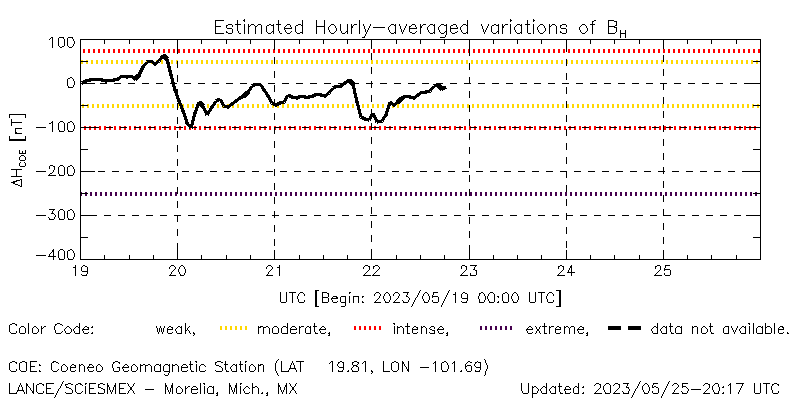 Estimated Hourly-averaged variations of B_H
100
0
-100
-200
-300
-400
ΔH_COE [nT]
19 20 21 22 23 24 25
UTC [Begin: 2023/05/19 00:00 UTC]
Color Code: weak, moderate, intense, extreme, data not available.
COE: Coeneo Geomagnetic Station (LAT 19.81, LON -101.69)
LANCE/SCiESMEX - Morelia, Mich., MX Updated: 2023/05/25-20:17 UTC